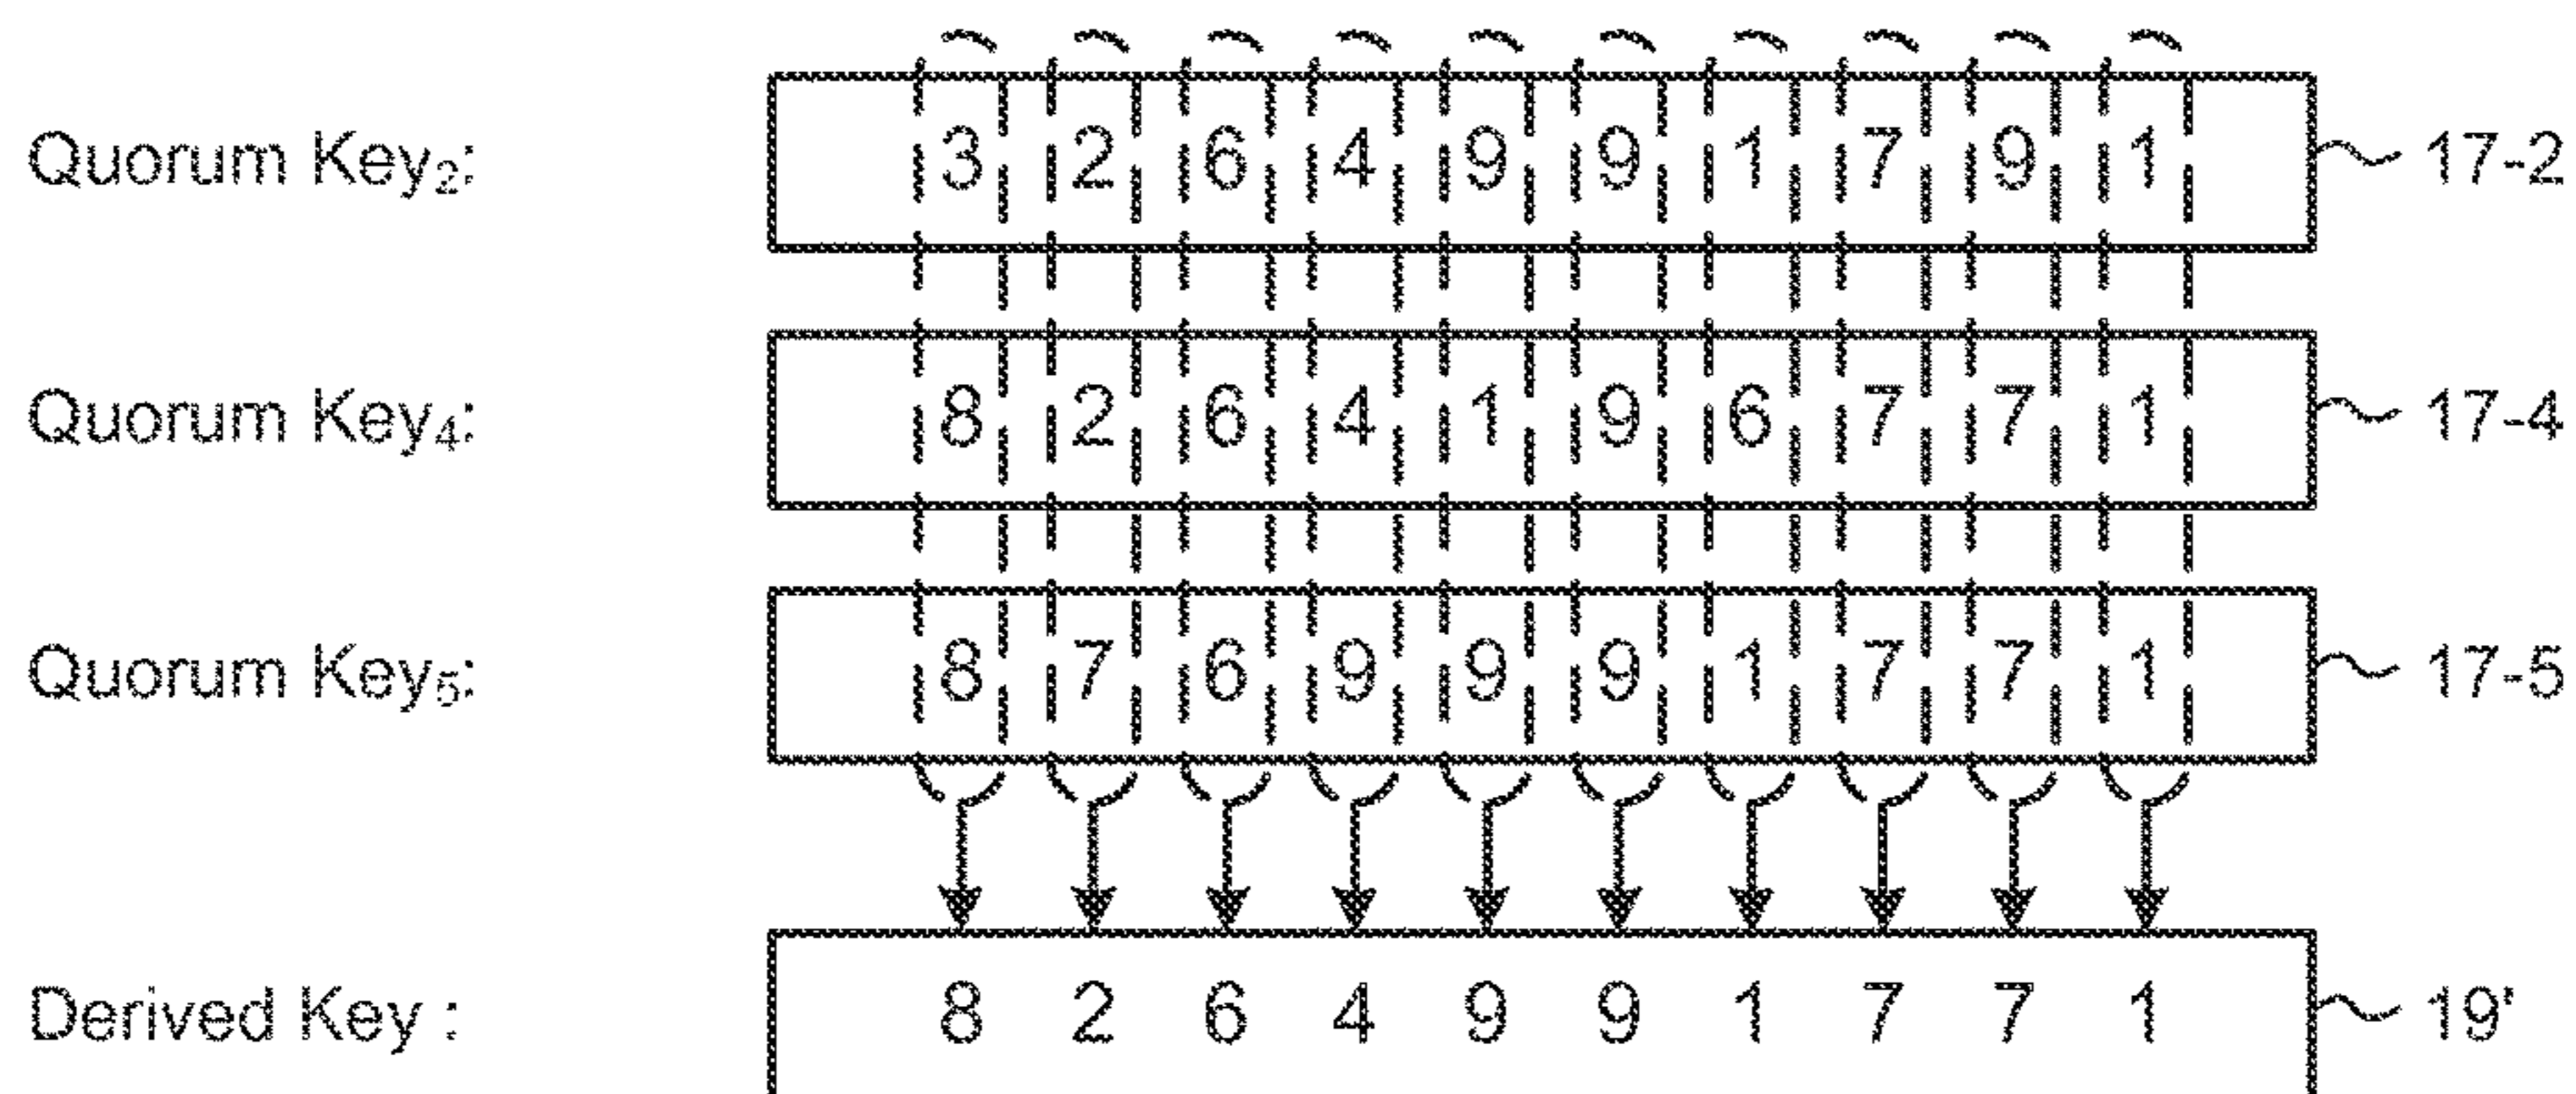 Quorum Key₂: 3 2 6 4 9 9 1 7 9 1 17-2
Quorum Key₄: 8 2 6 4 1 9 6 7 7 1 17-4
Quorum Key₅: 8 7 6 9 9 9 1 7 7 1 17-5
Derived Key : 8 2 6 4 9 9 1 7 7 1 19'